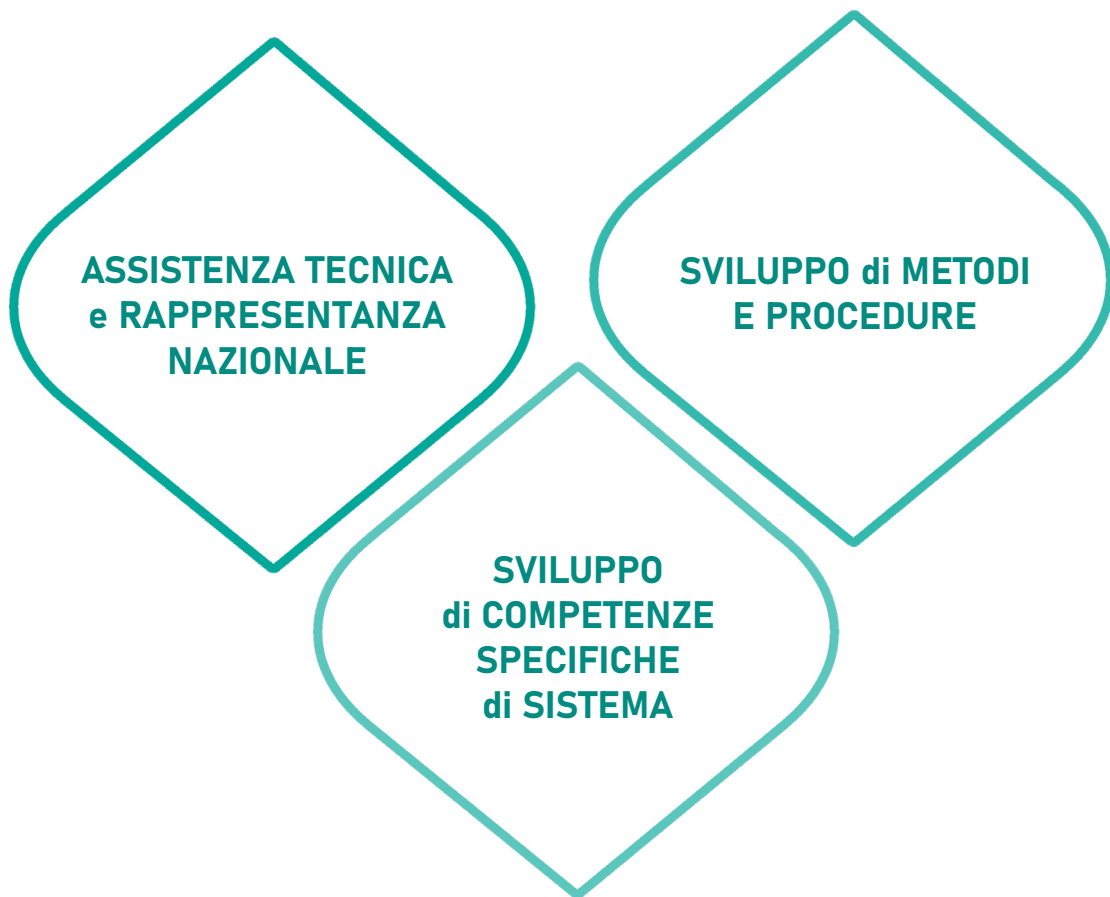 ASSISTENZA TECNICA
e RAPPRESENTANZA
NAZIONALE
SVILUPPO di METODI
E PROCEDURE
SVILUPPO
di COMPETENZE
SPECIFICHE
di SISTEMA